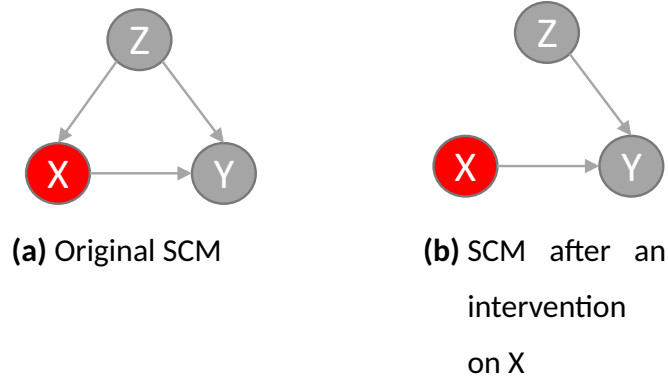 Z
X
Y
(a) Original SCM
Z
X
Y
(b) SCM after an
intervention
on X